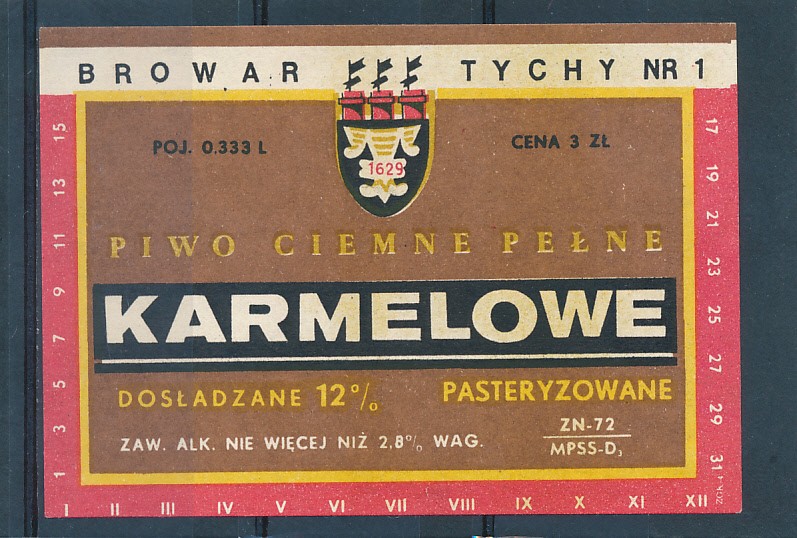 BROWAR TYCHY NR 1
1629
POJ. 0,333 L
CENA 3 ZŁ
PIWO CIEMNE PEŁNE
KARMELOWE
DOSŁADZANE 12%
PASTERYZOWANE
ZAW. ALK. NIE WIĘCEJ NIŻ 2,8% WAG.
ZN-72
MPSS-D₃
1 3 5 7 9 11 13 15
17 19 21 23 25 27 29 31
I II III IV V VI VII VIII IX X XI XII